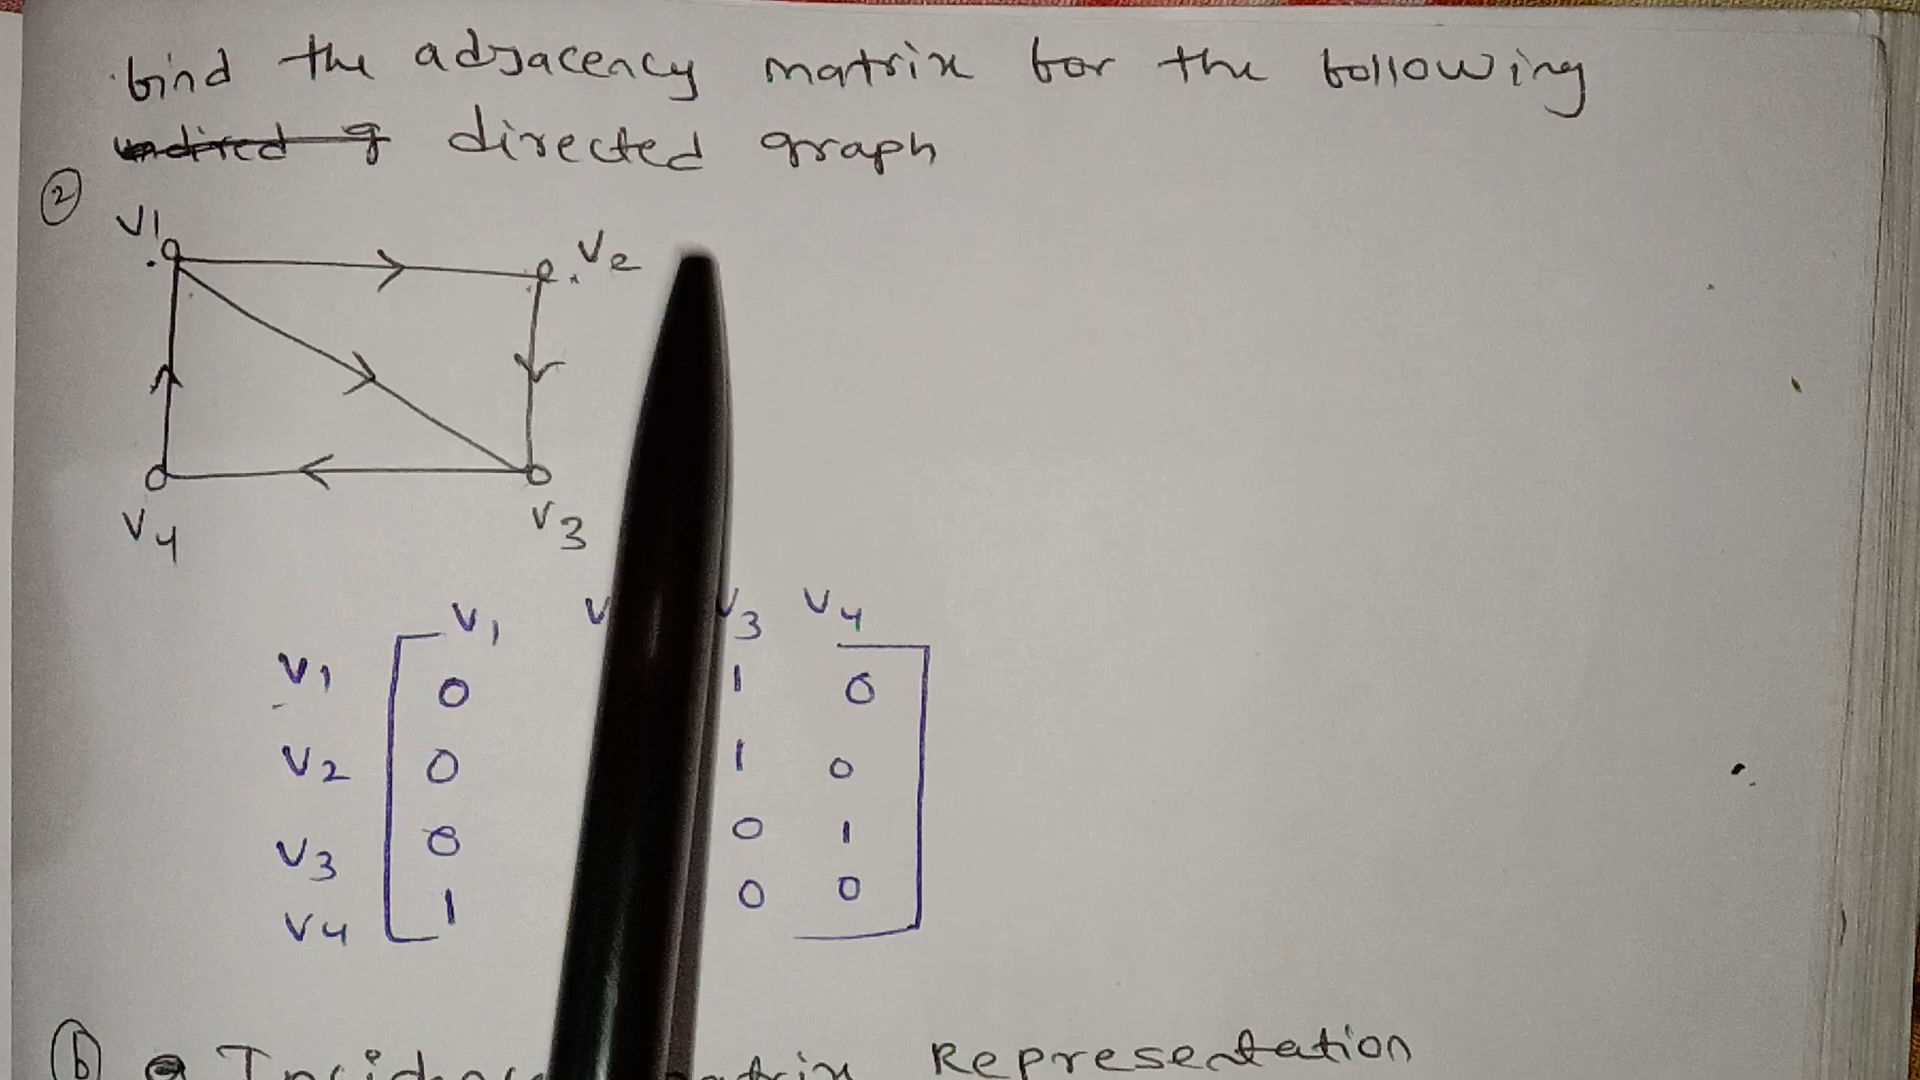 find the adjacency matrix for the following
directed graph
2
V1
V2
V4
V3
V1 V3 V4
V1 0 1 0
V2 0 1 0
V3 0 0 1
V4 1 0 0
b Representation